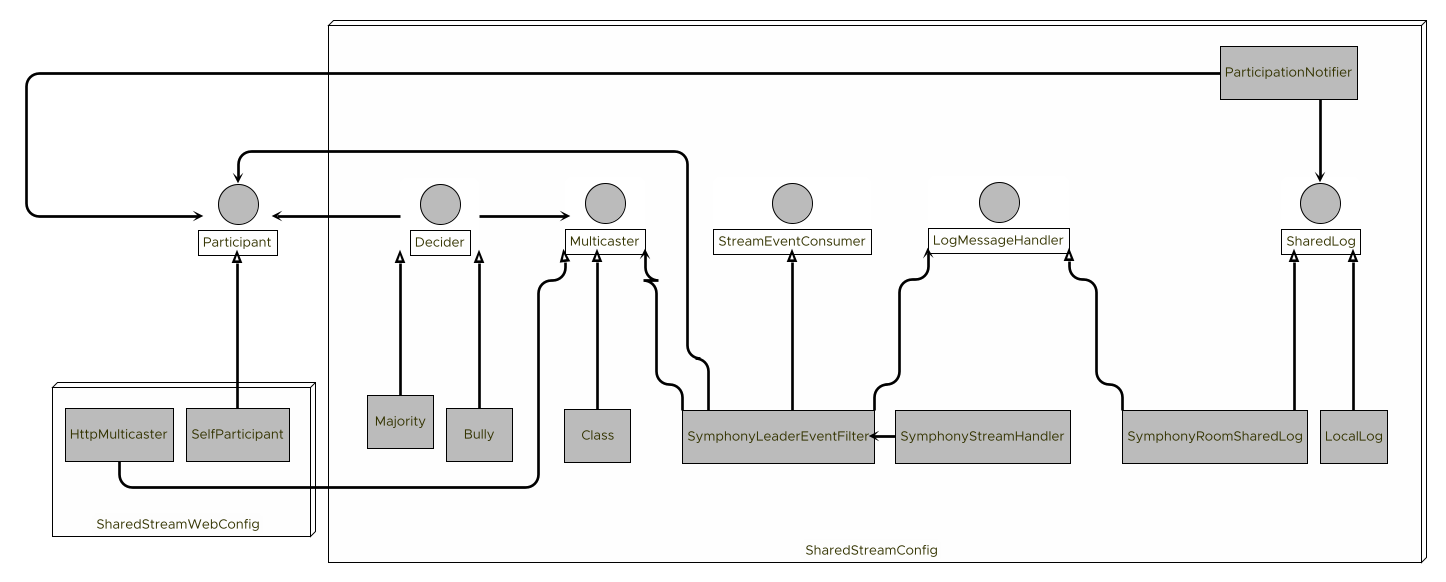 ParticipationNotifier
Participant
Decider
Multicaster
StreamEventConsumer
LogMessageHandler
SharedLog
HttpMulticaster
SelfParticipant
Majority
Bully
Class
SymphonyLeaderEventFilter
SymphonyStreamHandler
SymphonyRoomSharedLog
LocalLog
SharedStreamWebConfig
SharedStreamConfig